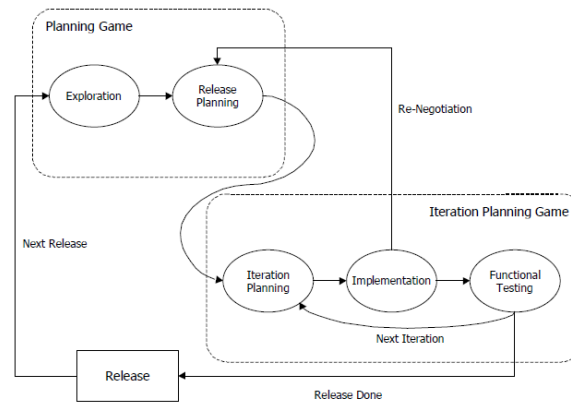 Planning Game
Exploration
Release
Planning
Re-Negotiation
Iteration Planning Game
Next Release
Iteration
Planning
Implementation
Functional
Testing
Next Iteration
Release
Release Done